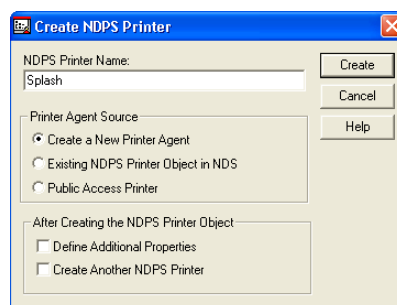 Create NDPS Printer
NDPS Printer Name:
Splash
Create
Cancel
Help
Printer Agent Source
Create a New Printer Agent
Existing NDPS Printer Object in NDS
Public Access Printer
After Creating the NDPS Printer Object
Define Additional Properties
Create Another NDPS Printer